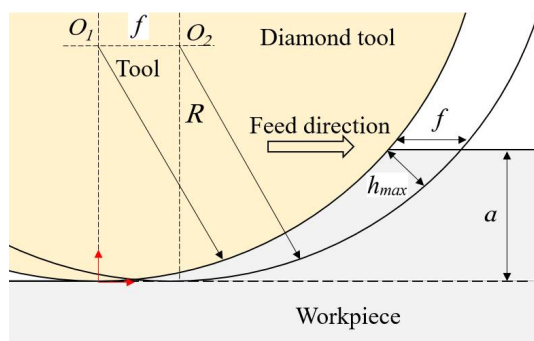 O1 f O2
Diamond tool
Tool
R
Feed direction
f
hmax
a
Workpiece